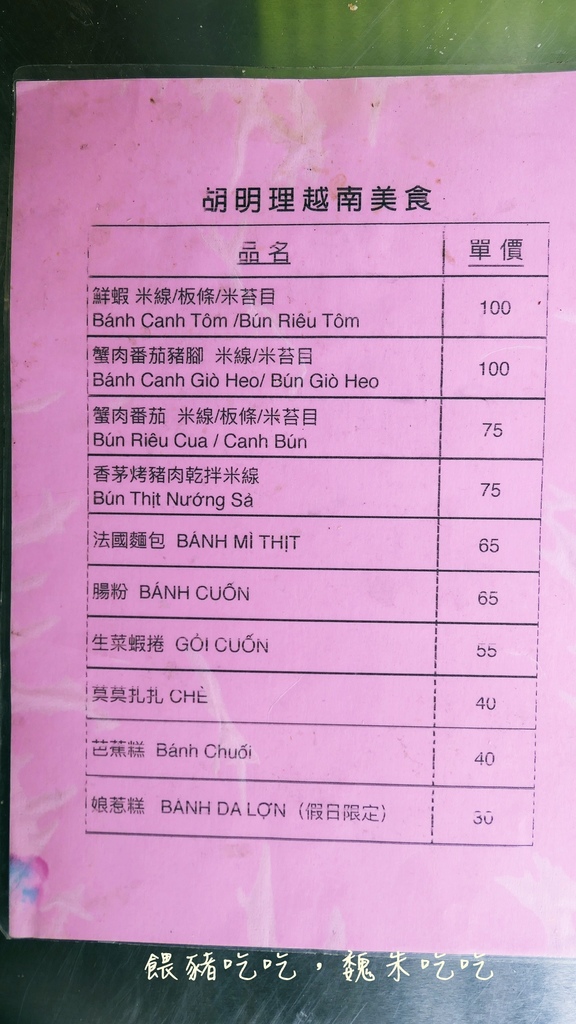 胡明理越南美食
品名 單價
鮮蝦 米線/板條/米苔目
Bánh Canh Tôm /Bún Riêu Tôm
100
蟹肉番茄豬腳 米線/米苔目
Bánh Canh Giò Heo/ Bún Giò Heo
100
蟹肉番茄 米線/板條/米苔目
Bún Riêu Cua / Canh Bún
75
香茅烤豬肉乾拌米線
Bún Thịt Nướng Sả
75
法國麵包 BÁNH MÌ THỊT 65
腸粉 BÁNH CUỐN 65
生菜蝦捲 GỎI CUỐN 55
莫莫扎扎 CHÈ 40
芭蕉糕 Bánh Chuối 40
娘惹糕 BÁNH DA LỢN（假日限定） 30
餵豬吃吃，魏朱吃吃